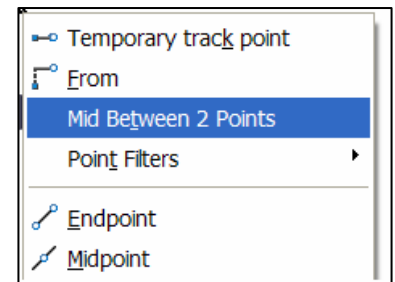 Temporary track point
From
Mid Between 2 Points
Point Filters
Endpoint
Midpoint